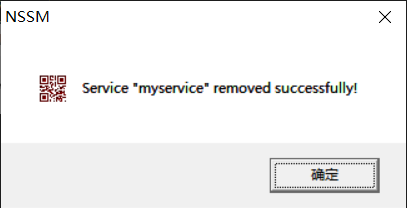 NSSM
Service "myservice" removed successfully!
确定